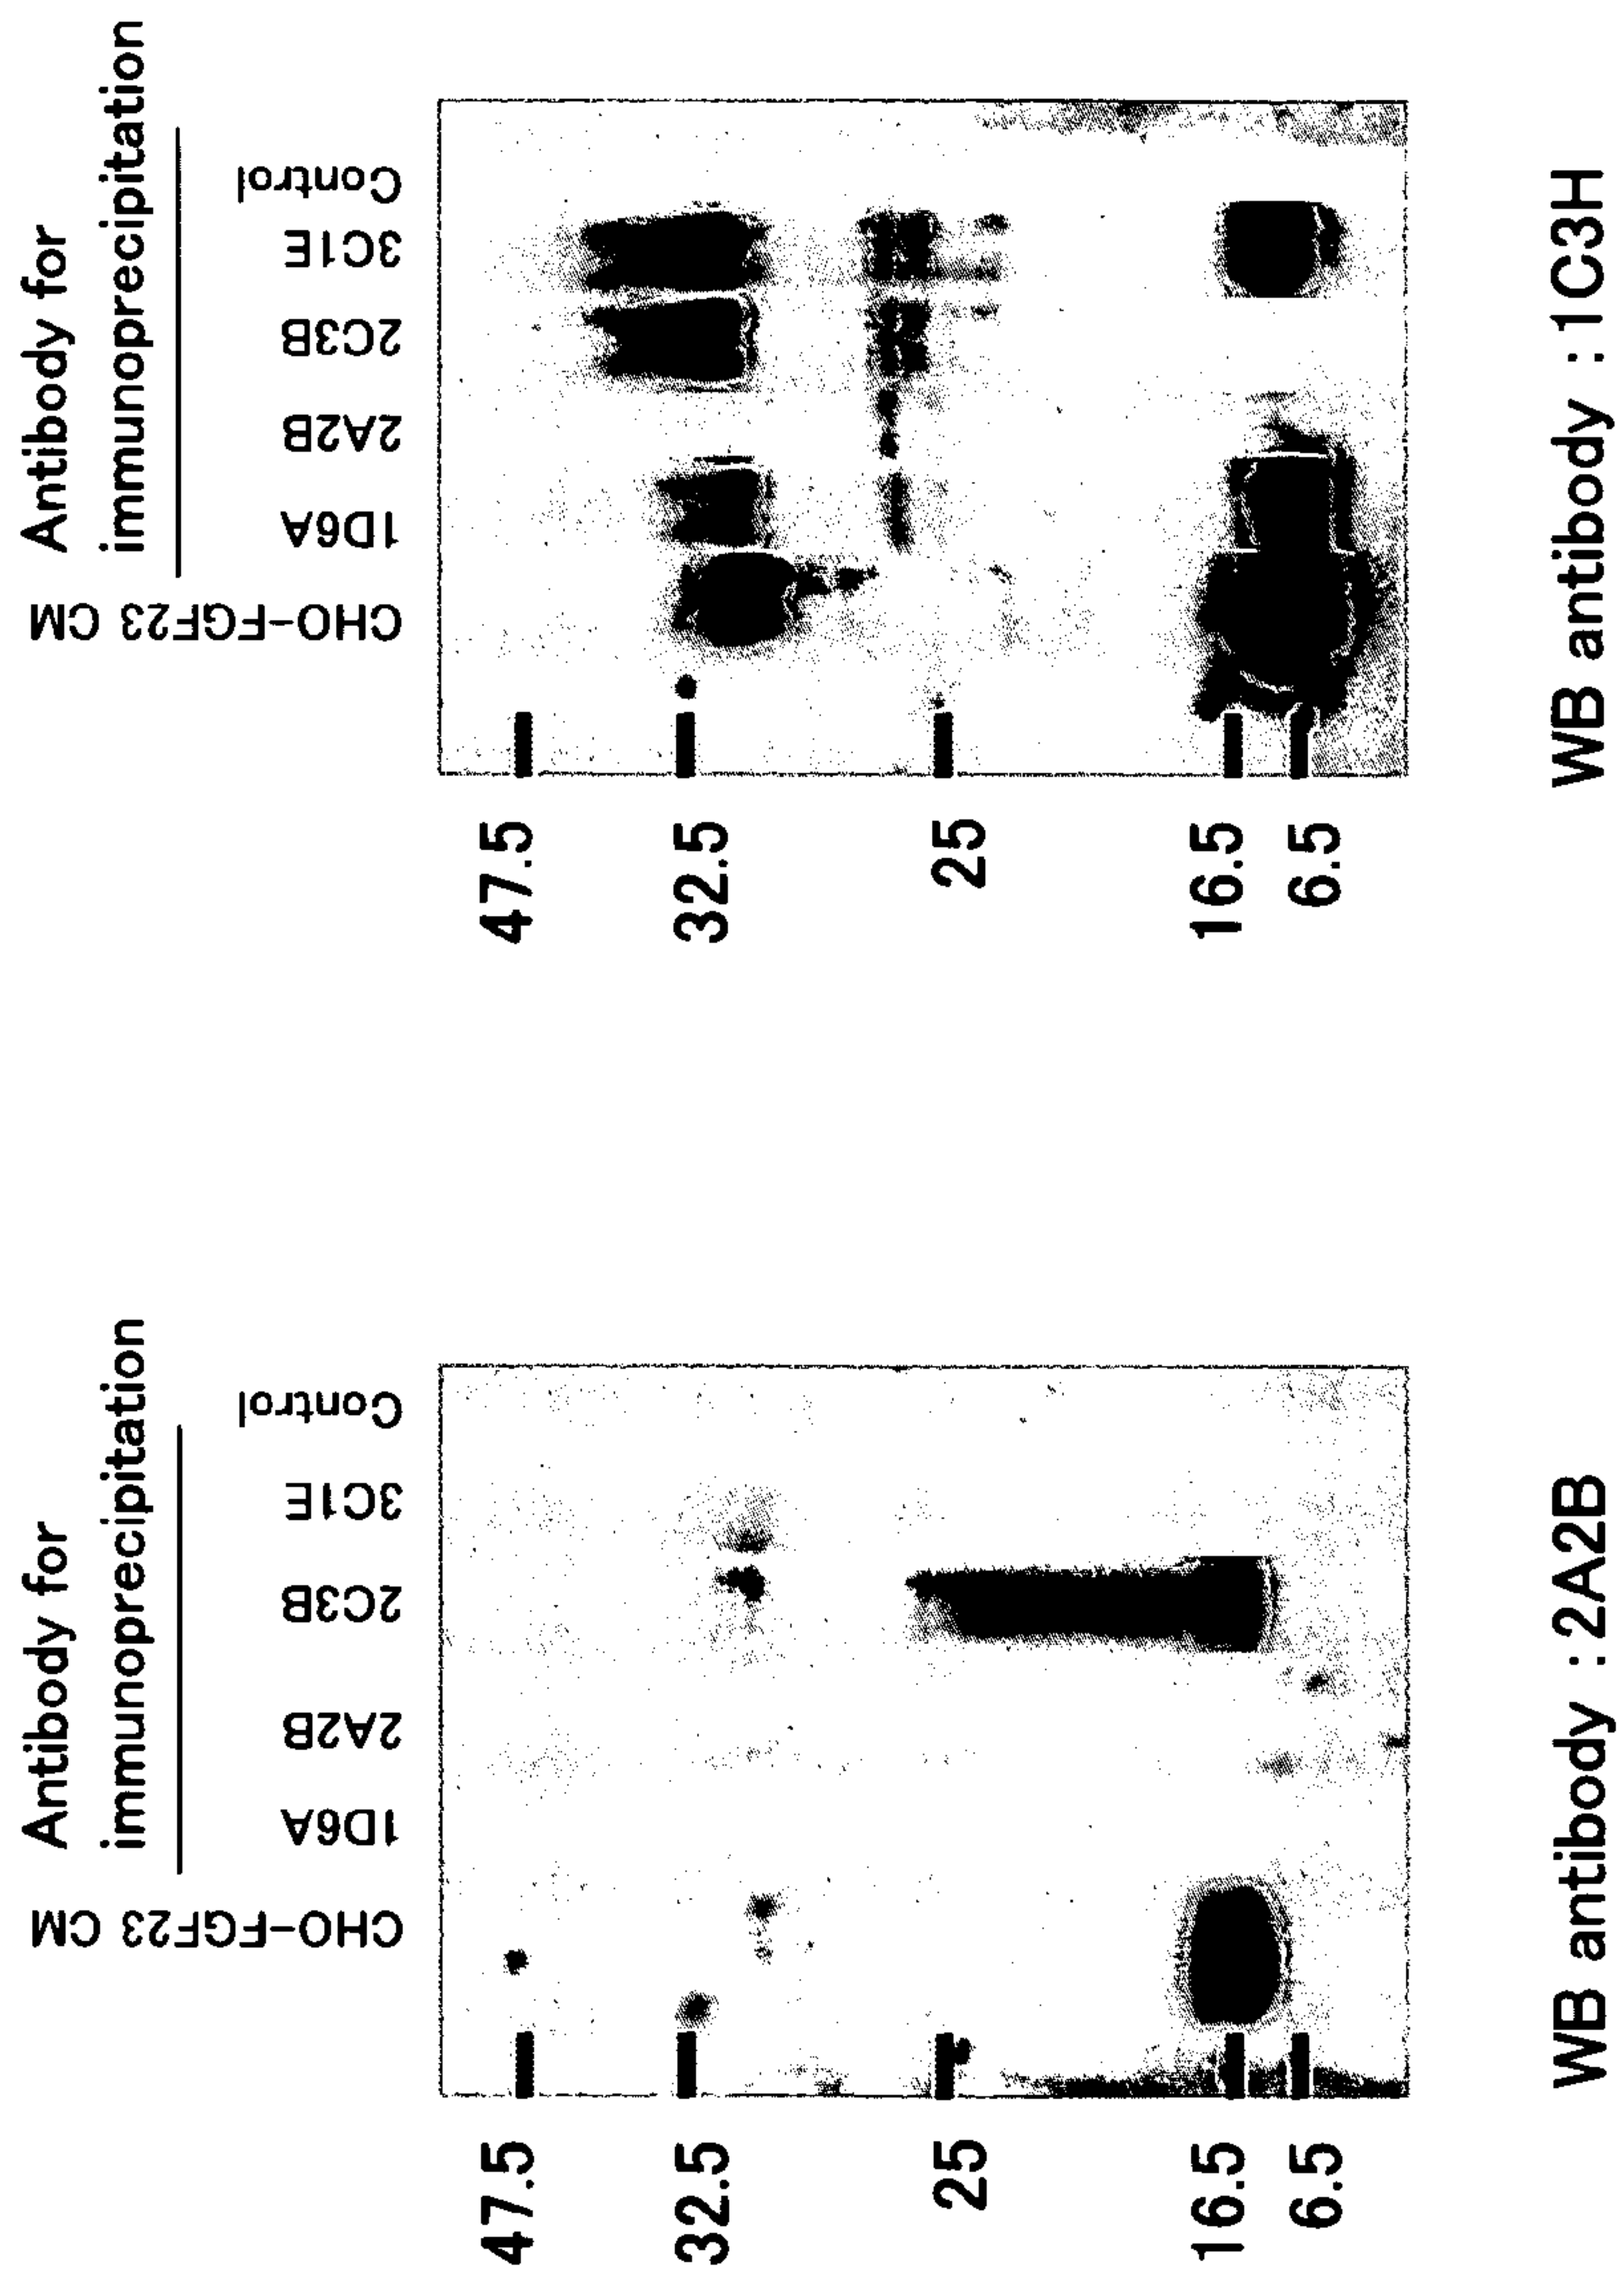 Antibody for
immunoprecipitation
CHO-FGF23 CM
1D6A
2A2B
2C3B
3C1E
Control
47.5
32.5
25
16.5
6.5
WB antibody : 2A2B
Antibody for
immunoprecipitation
CHO-FGF23 CM
1D6A
2A2B
2C3B
3C1E
Control
47.5
32.5
25
16.5
6.5
WB antibody : 1C3H